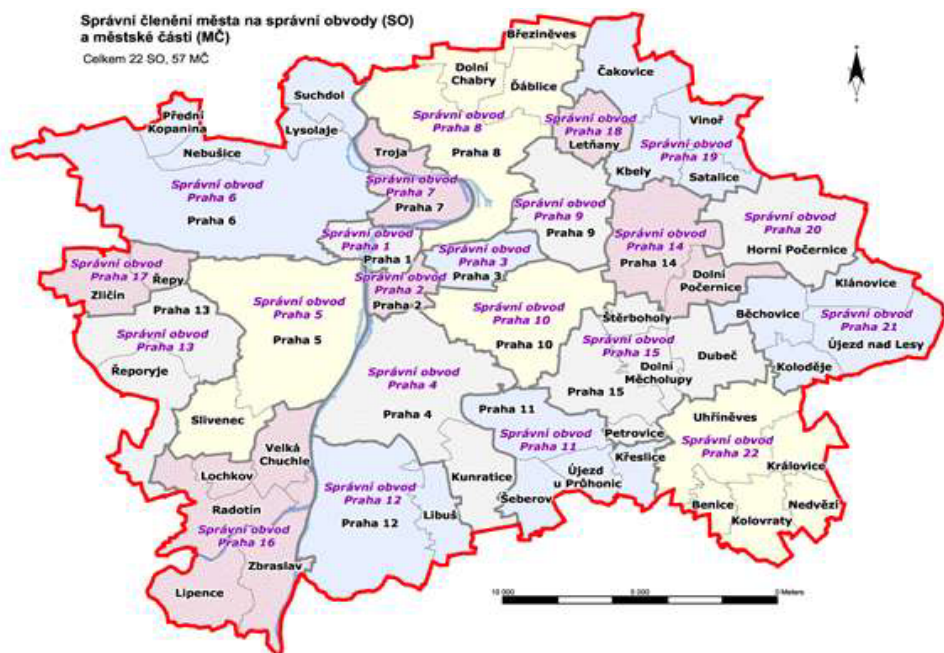 Správní členění města na správní obvody (SO)
a městské části (MČ)
Celkem 22 SO, 57 MČ
Březiněves
Dolní
Chabry
Ďáblice
Čakovice
Suchdol
Lysolaje
Přední
Kopanina
Nebušice
Správní obvod
Praha 8
Praha 8
Správní obvod
Praha 18
Letňany
Vinoř
Správní obvod
Praha 19
Kbely
Satalice
Troja
Správní obvod
Praha 7
Praha 7
Správní obvod
Praha 6
Praha 6
Správní obvod
Praha 9
Praha 9
Správní obvod
Praha 14
Praha 14
Správní obvod
Praha 20
Horní Počernice
Správní obvod
Praha 1
Praha 1
Správní obvod
Praha 3
Praha 3
Správní obvod
Praha 2
Praha 2
Správní obvod
Praha 17
Řepy
Zličín
Dolní
Počernice
Klánovice
Běchovice
Správní obvod
Praha 21
Újezd nad Lesy
Koloděje
Praha 13
Správní obvod
Praha 13
Řeporyje
Správní obvod
Praha 5
Praha 5
Správní obvod
Praha 10
Praha 10
Štěrboholy
Správní obvod
Praha 15
Dolní
Měcholupy
Dubeč
Praha 15
Správní obvod
Praha 4
Praha 4
Slivenec
Praha 11
Správní obvod
Praha 11
Petrovice
Křeslice
Uhříněves
Správní obvod
Praha 22
Královice
Velká
Chuchle
Lochkov
Radotín
Správní obvod
Praha 16
Kunratice
Újezd
u Průhonic
Šeberov
Benice
Nedvězí
Kolovraty
Správní obvod
Praha 12
Praha 12
Libuš
Zbraslav
Lipence
10 000
5 000
0 Meters